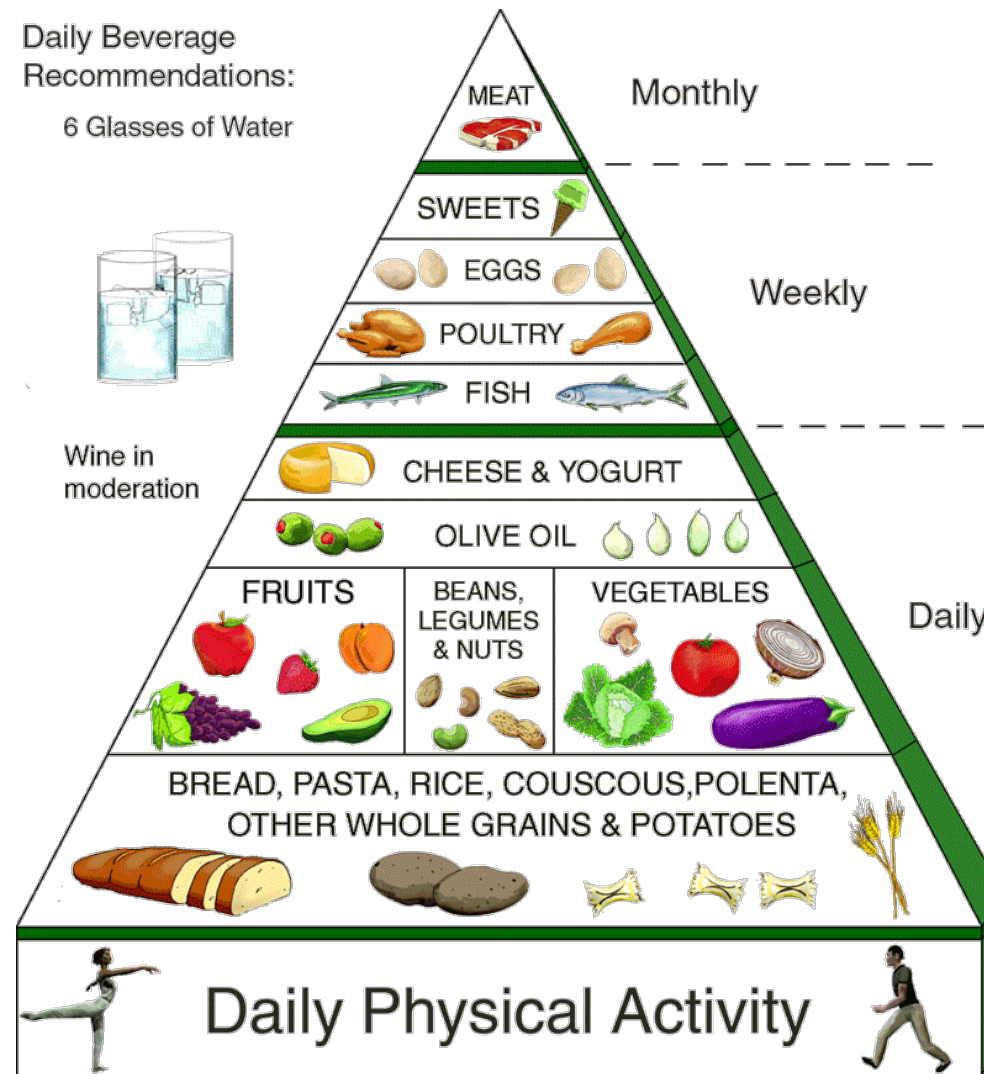 Daily Beverage
Recommendations:
6 Glasses of Water
MEAT
Monthly
SWEETS
EGGS
Weekly
POULTRY
FISH
Wine in
moderation
CHEESE & YOGURT
OLIVE OIL
FRUITS
BEANS,
LEGUMES
& NUTS
VEGETABLES
Daily
BREAD, PASTA, RICE, COUSCOUS,POLENTA,
OTHER WHOLE GRAINS & POTATOES
Daily Physical Activity